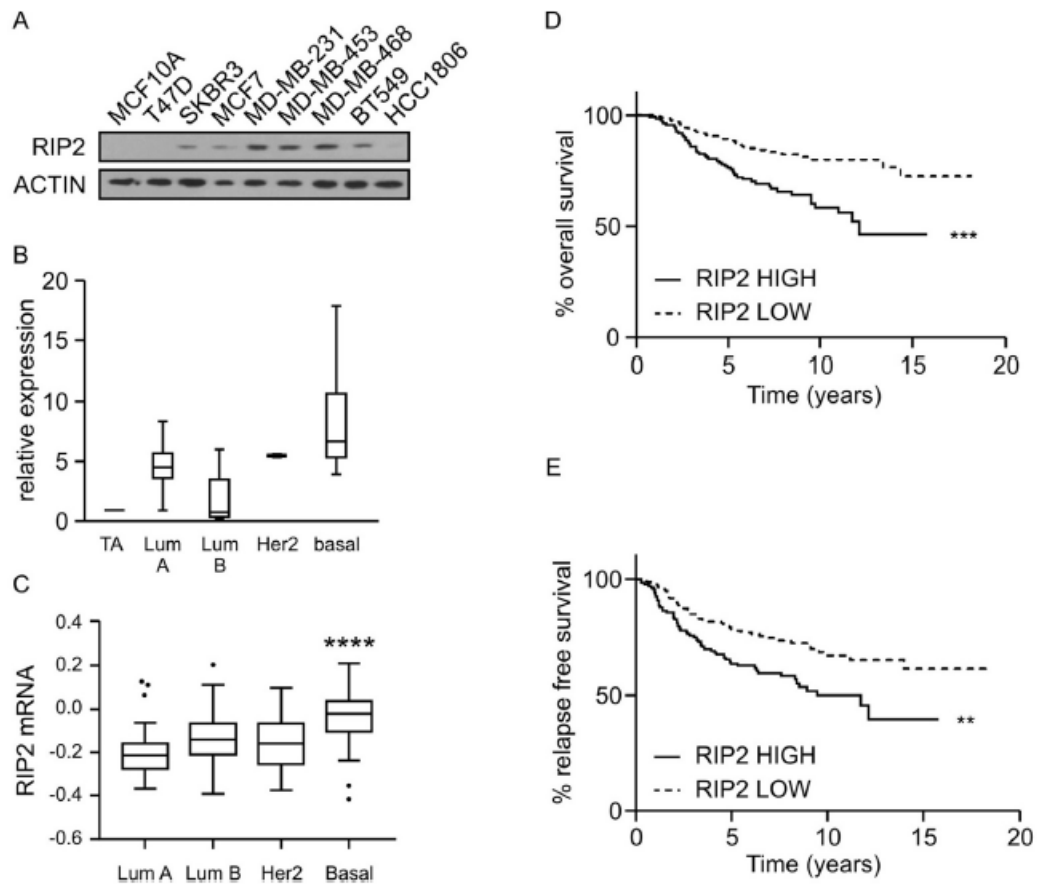 A
MCF10A
T47D
SKBR3
MCF7
MD-MB-231
MD-MB-453
MD-MB-468
BT549
HCC1806
RIP2
ACTIN
B
relative expression
20
15
10
5
0
TA
Lum A
Lum B
Her2
basal
C
RIP2 mRNA
0.4
0.2
0.0
-0.2
-0.4
-0.6
****
Lum A
Lum B
Her2
Basal
D
% overall survival
100
50
0
***
RIP2 HIGH
RIP2 LOW
5
10
15
20
Time (years)
E
% relapse free survival
100
50
0
**
RIP2 HIGH
RIP2 LOW
5
10
15
20
Time (years)